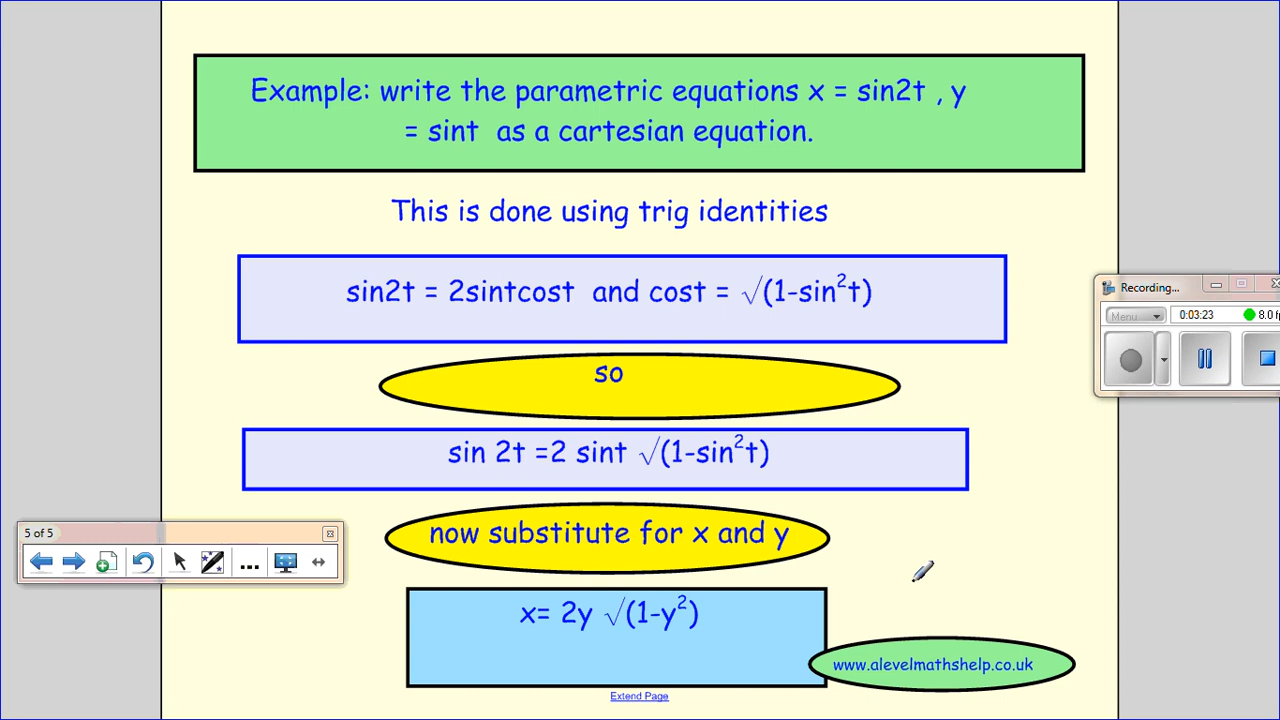 Example: write the parametric equations x = sin2t , y
= sint as a cartesian equation.
This is done using trig identities
sin2t = 2sintcost and cost = √(1-sin²t)
Recording...
Menu
0:03:23
8.0 f
so
sin 2t =2 sint √(1-sin²t)
5 of 5
now substitute for x and y
...
x= 2y √(1-y²)
www.alevelmathshelp.co.uk
Extend Page